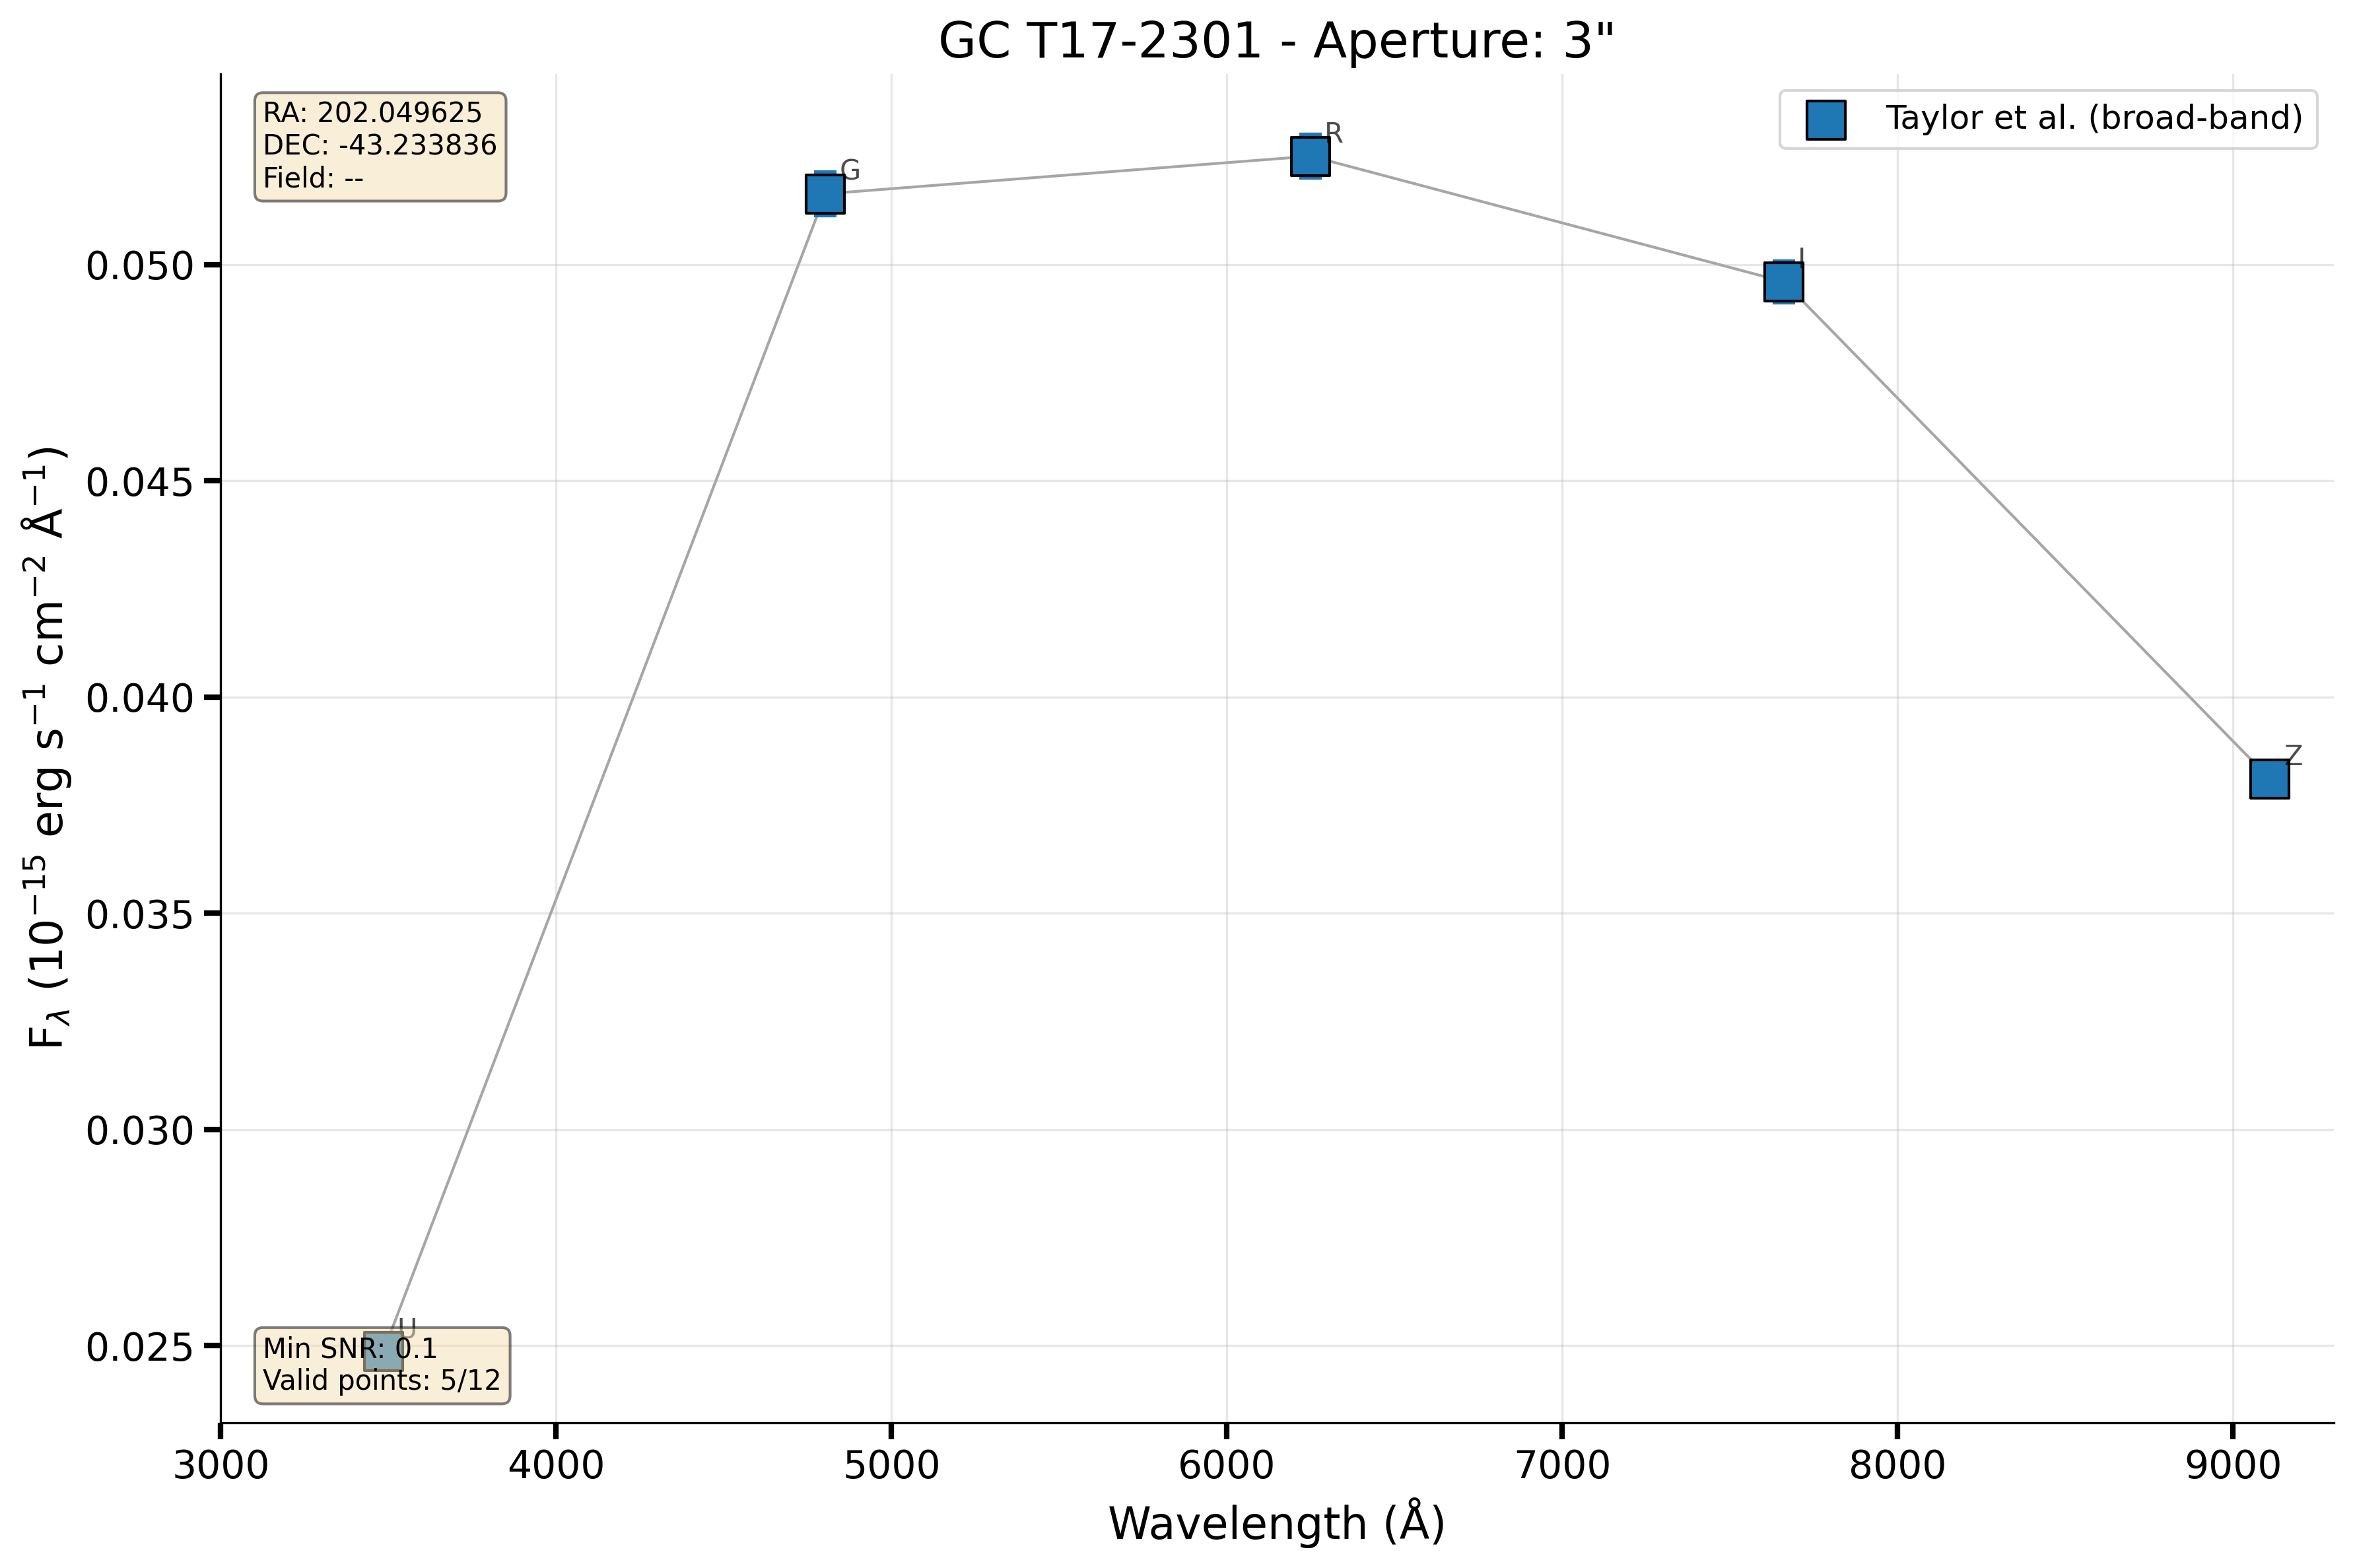 GC T17-2301 - Aperture: 3"
RA: 202.049625
DEC: -43.233836
Field: --
Taylor et al. (broad-band)
G
R
I
Z
U
Min SNR: 0.1
Valid points: 5/12
0.050
0.045
0.040
0.035
0.030
0.025
F_λ (10⁻¹⁵ erg s⁻¹ cm⁻² Å⁻¹)
3000 4000 5000 6000 7000 8000 9000
Wavelength (Å)